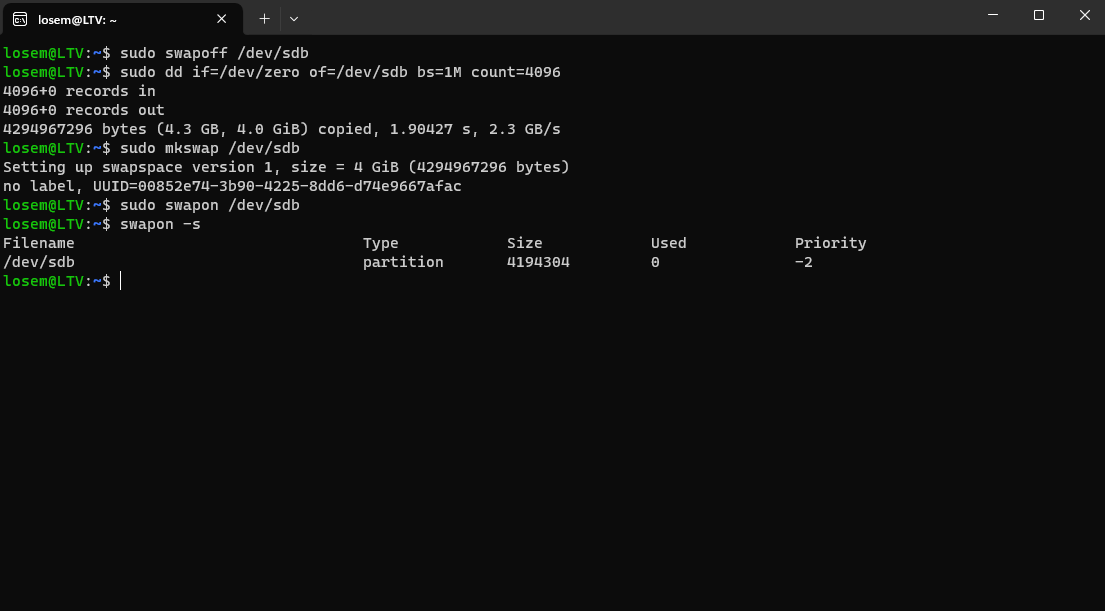 losem@LTV: ~
losem@LTV:~$ sudo swapoff /dev/sdb
losem@LTV:~$ sudo dd if=/dev/zero of=/dev/sdb bs=1M count=4096
4096+0 records in
4096+0 records out
4294967296 bytes (4.3 GB, 4.0 GiB) copied, 1.90427 s, 2.3 GB/s
losem@LTV:~$ sudo mkswap /dev/sdb
Setting up swapspace version 1, size = 4 GiB (4294967296 bytes)
no label, UUID=00852e74-3b90-4225-8dd6-d74e9667afac
losem@LTV:~$ sudo swapon /dev/sdb
losem@LTV:~$ swapon -s
Filename Type Size Used Priority
/dev/sdb partition 4194304 0 -2
losem@LTV:~$